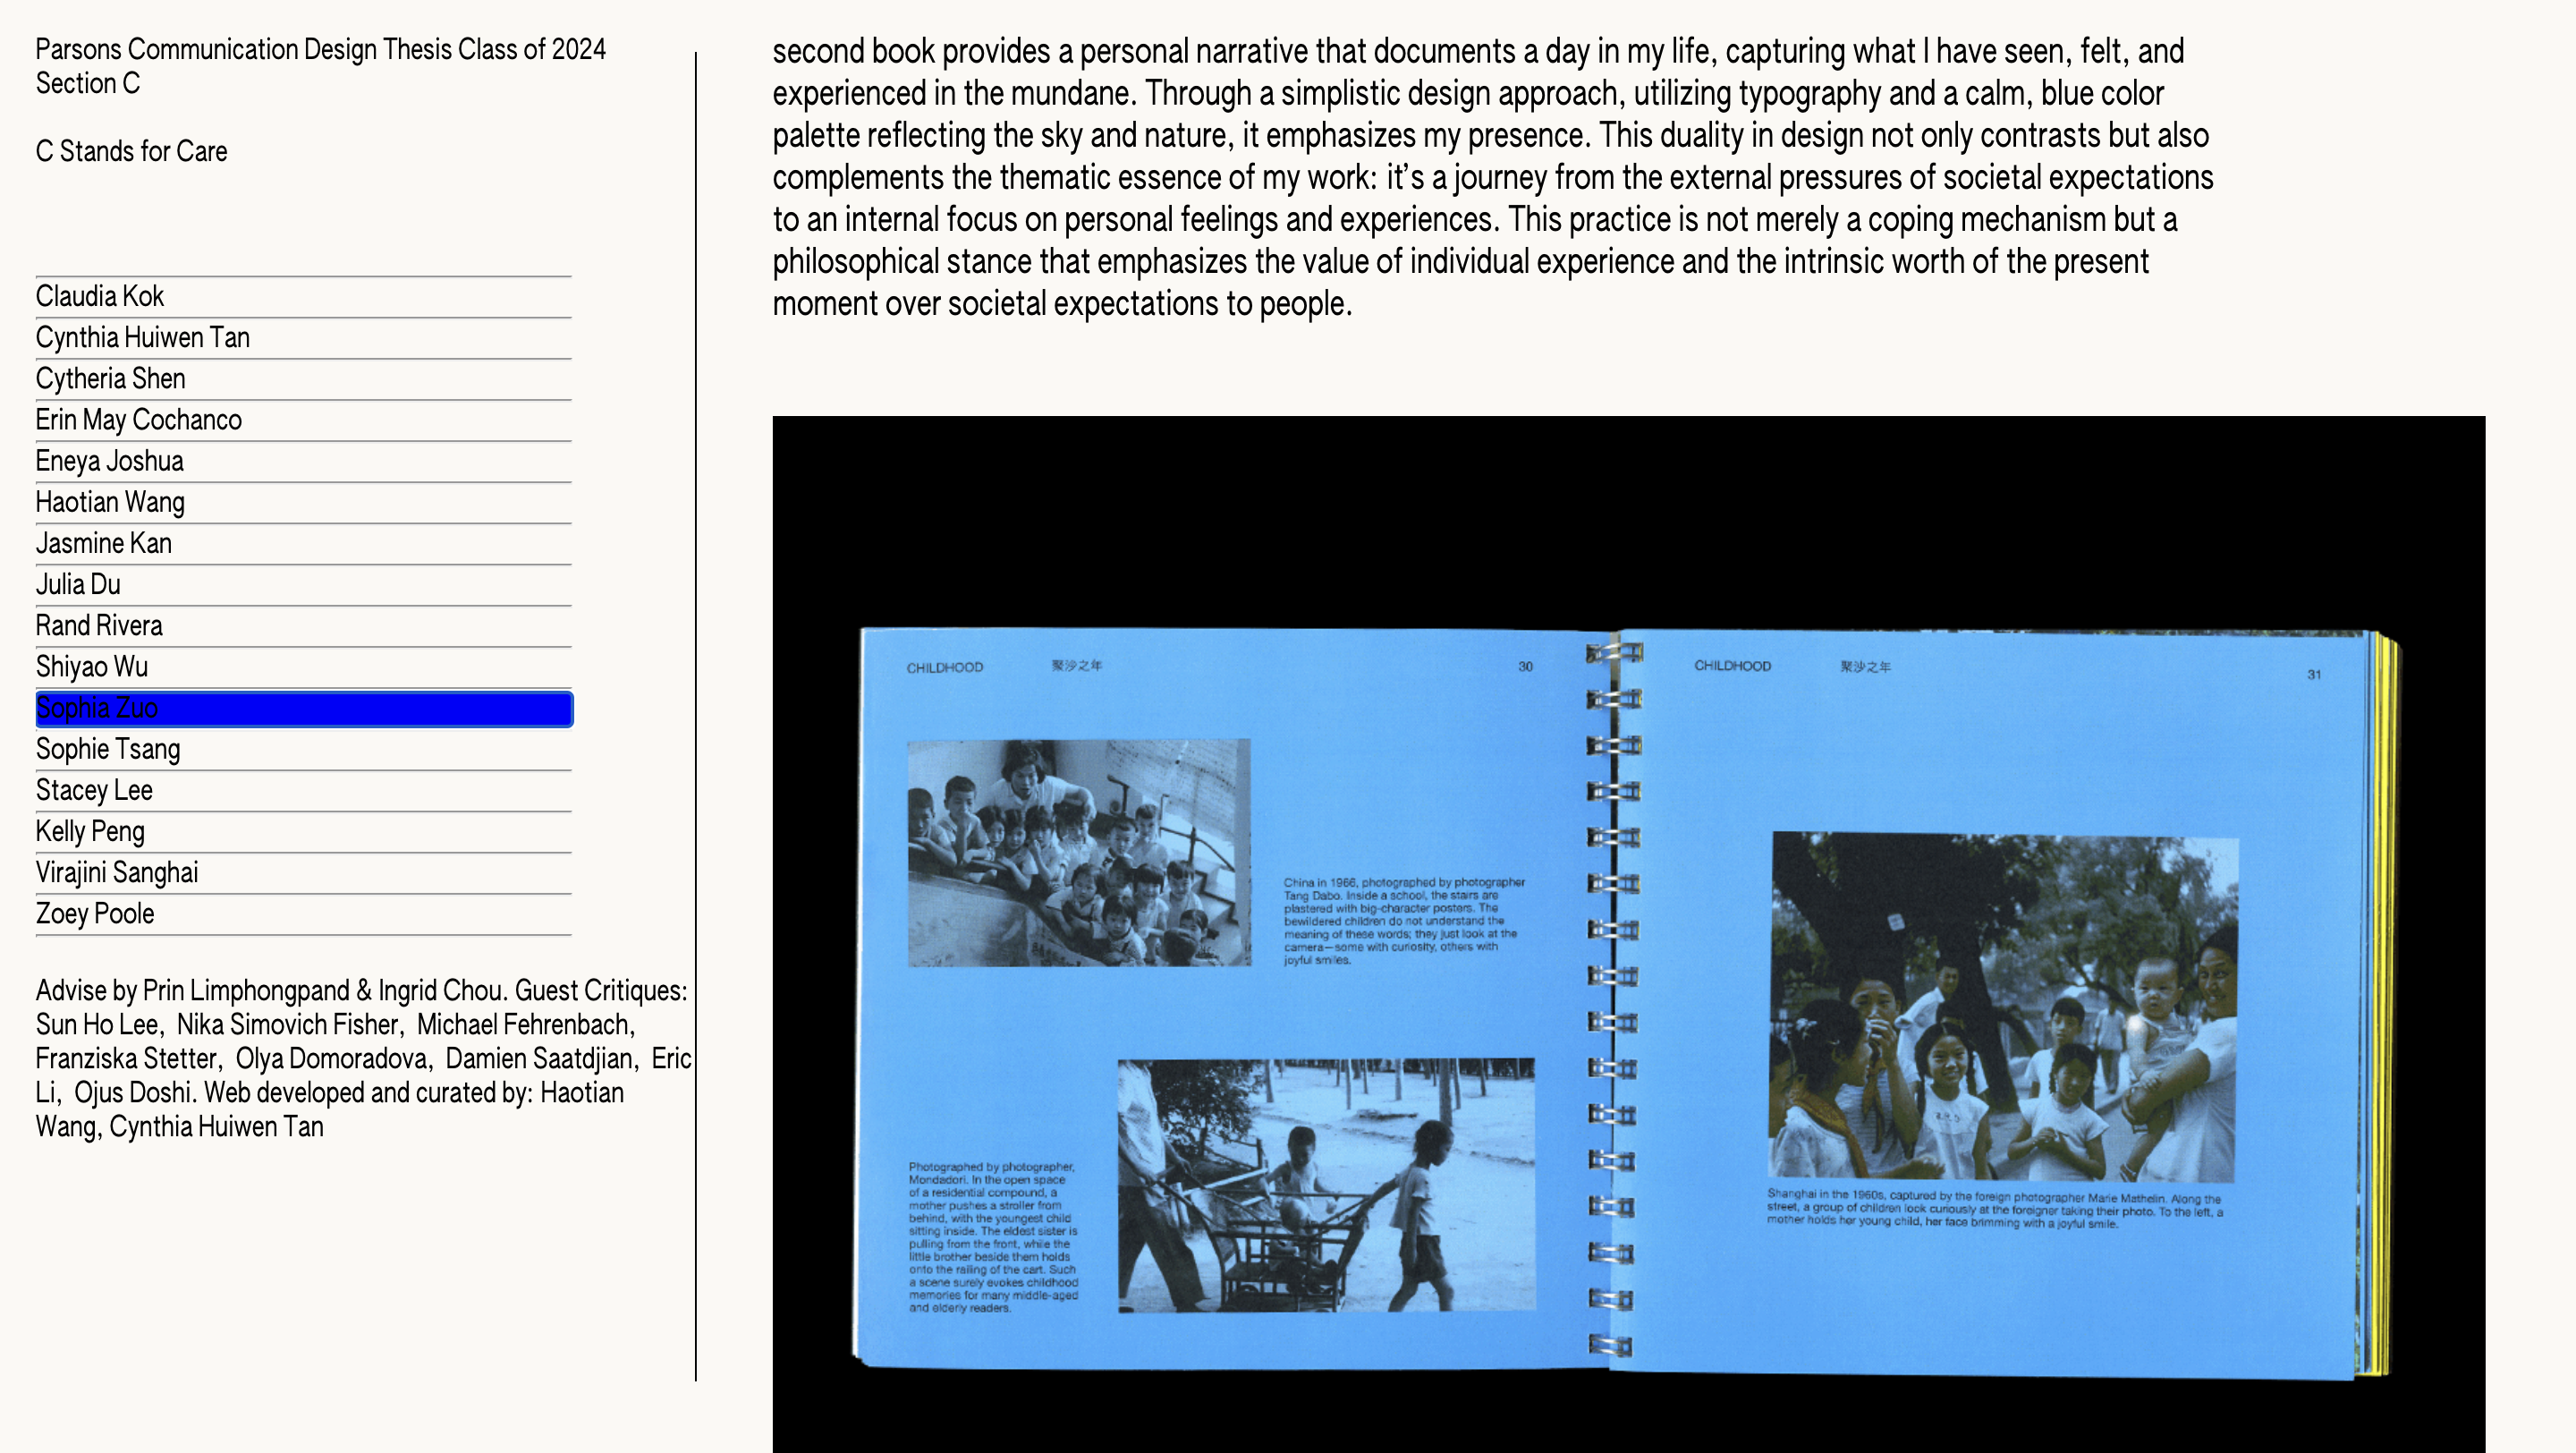 Parsons Communication Design Thesis Class of 2024
Section C
C Stands for Care
Claudia Kok
Cynthia Huiwen Tan
Cytheria Shen
Erin May Cochanco
Eneya Joshua
Haotian Wang
Jasmine Kan
Julia Du
Rand Rivera
Shiyao Wu
Sophia Zuo
Sophie Tsang
Stacey Lee
Kelly Peng
Virajini Sanghai
Zoey Poole
Advise by Prin Limphongpand & Ingrid Chou. Guest Critiques:
Sun Ho Lee, Nika Simovich Fisher, Michael Fehrenbach,
Franziska Stetter, Olya Domoradova, Damien Saatdjian, Eric
Li, Ojus Doshi. Web developed and curated by: Haotian
Wang, Cynthia Huiwen Tan
second book provides a personal narrative that documents a day in my life, capturing what I have seen, felt, and
experienced in the mundane. Through a simplistic design approach, utilizing typography and a calm, blue color
palette reflecting the sky and nature, it emphasizes my presence. This duality in design not only contrasts but also
complements the thematic essence of my work: it’s a journey from the external pressures of societal expectations
to an internal focus on personal feelings and experiences. This practice is not merely a coping mechanism but a
philosophical stance that emphasizes the value of individual experience and the intrinsic worth of the present
moment over societal expectations to people.
CHILDHOOD 聚沙之年 30
China in 1966, photographed by photographer
Tang Dabo. Inside a school, the stairs are
plastered with big-character posters. The
bewildered children do not understand the
meaning of these words; they just look at the
camera—some with curiosity, others with
joyful smiles.
Photographed by photographer,
Mondadori. In the open space
of a residential compound, a
mother pushes a stroller from
behind, with the youngest child
sitting inside. The eldest sister is
pulling from the front, while the
little brother beside them holds
onto the railing of the cart. Such
a scene surely evokes childhood
memories for many middle-aged
and elderly readers.
CHILDHOOD 聚沙之年 31
Shanghai in the 1960s, captured by the foreign photographer Marie Mathelin. Along the
street, a group of children look curiously at the foreigner taking their photo. To the left, a
mother holds her young child, her face brimming with a joyful smile.